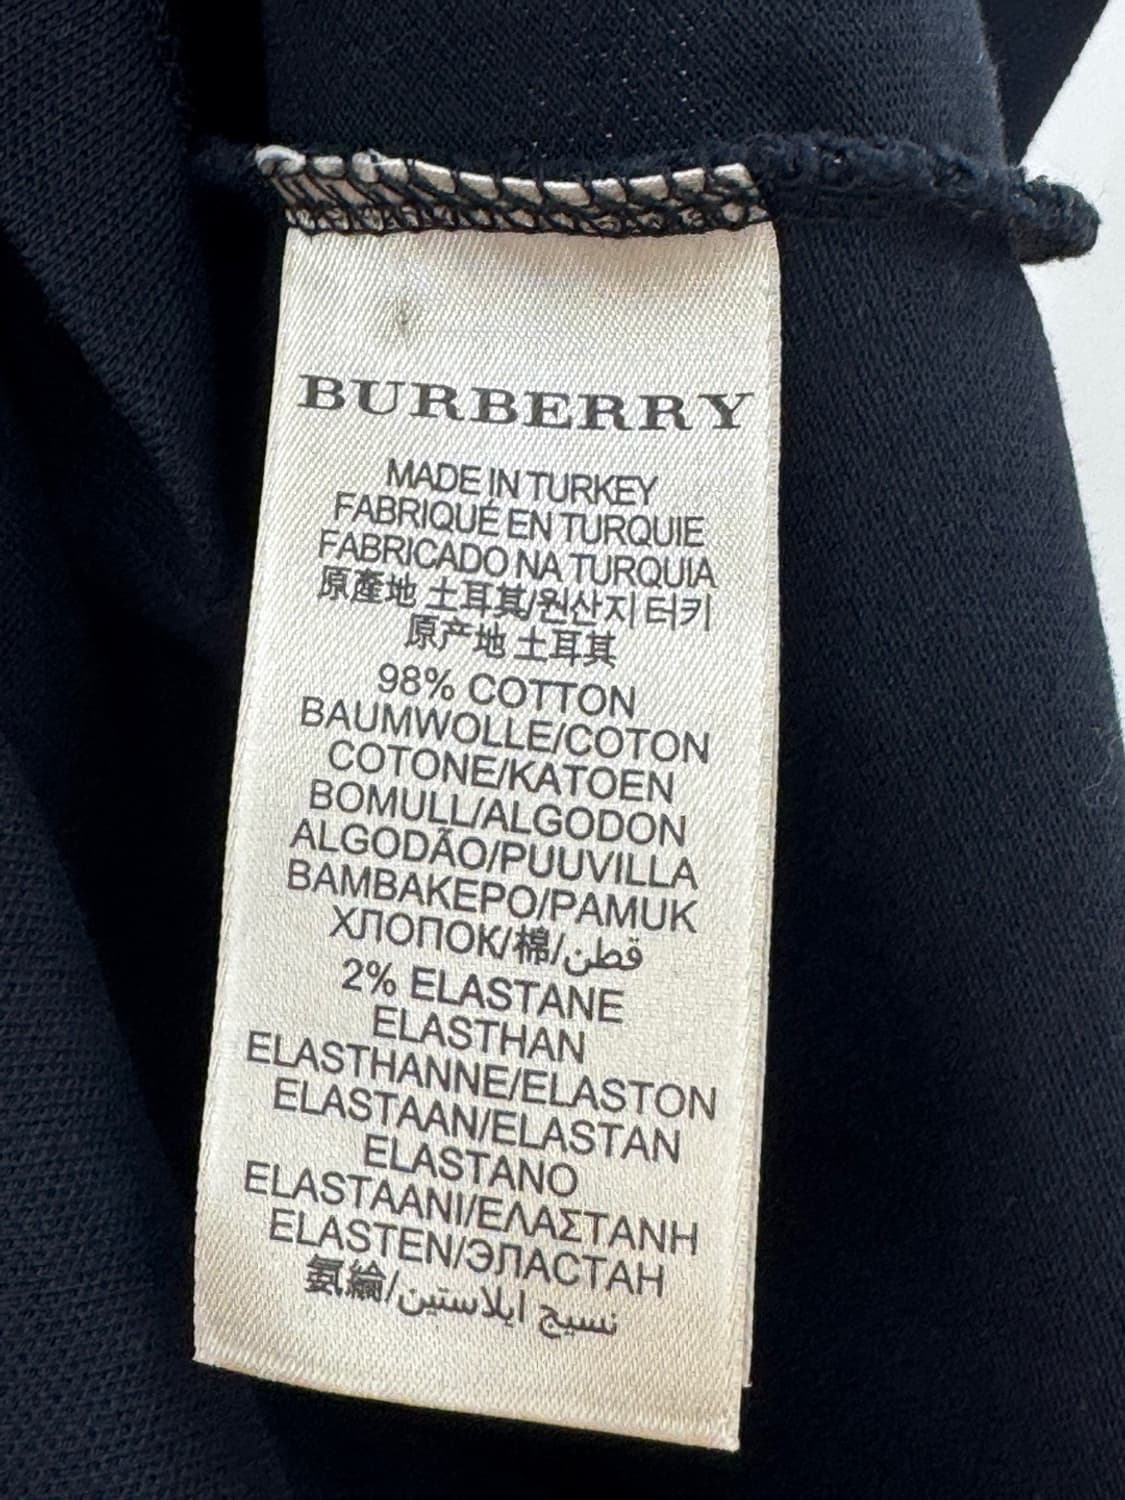 BURBERRY
MADE IN TURKEY
FABRIQUÉ EN TURQUIE
FABRICADO NA TURQUIA
原產地 土耳其/원산지 터키
原产地 土耳其
98% COTTON
BAUMWOLLE/COTON
COTONE/KATOEN
BOMULL/ALGODON
ALGODÃO/PUUVILLA
BAMBAKEPO/PAMUK
ХЛОПОК/棉/قطن
2% ELASTANE
ELASTHAN
ELASTHANNE/ELASTON
ELASTAAN/ELASTAN
ELASTANO
ELASTAANI/ΕΛΑΣΤΑΝΗ
ELASTEN/ЭЛАСТАН
氨綸/نسيج ايلاستين